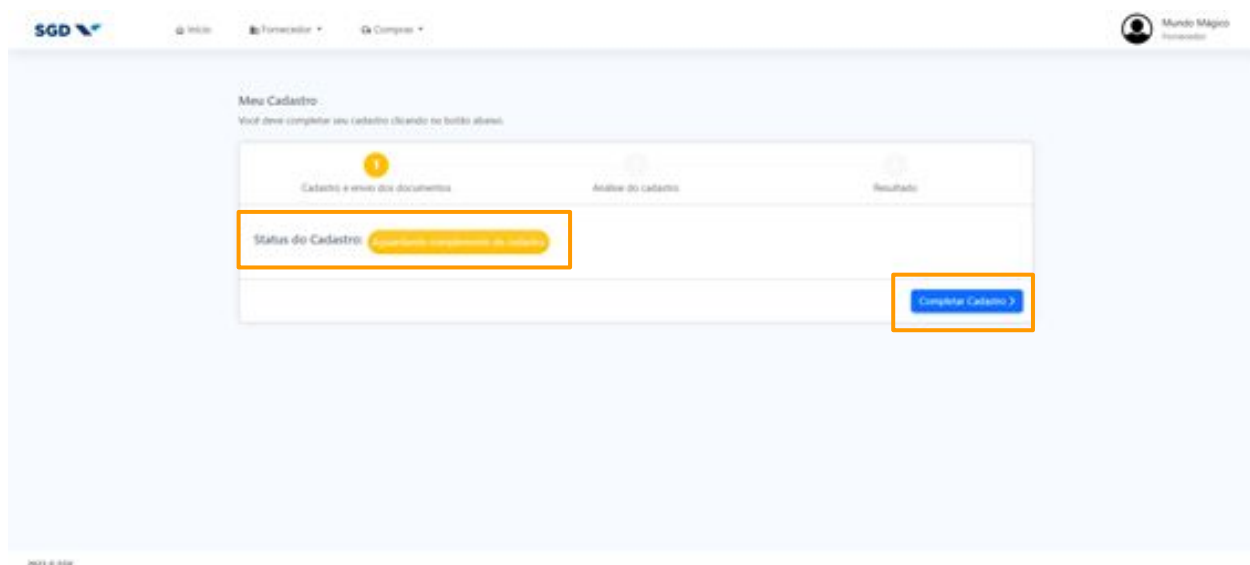 SGD
Início
Fornecedor
Compras
Mundo Mágico
Fornecedor
Meu Cadastro
Você deve completar seu cadastro clicando no botão abaixo.
1
Cadastro e envio dos documentos
Análise do cadastro
Resultado
Status do Cadastro: Aguardando complemento do cadastro
Completar Cadastro